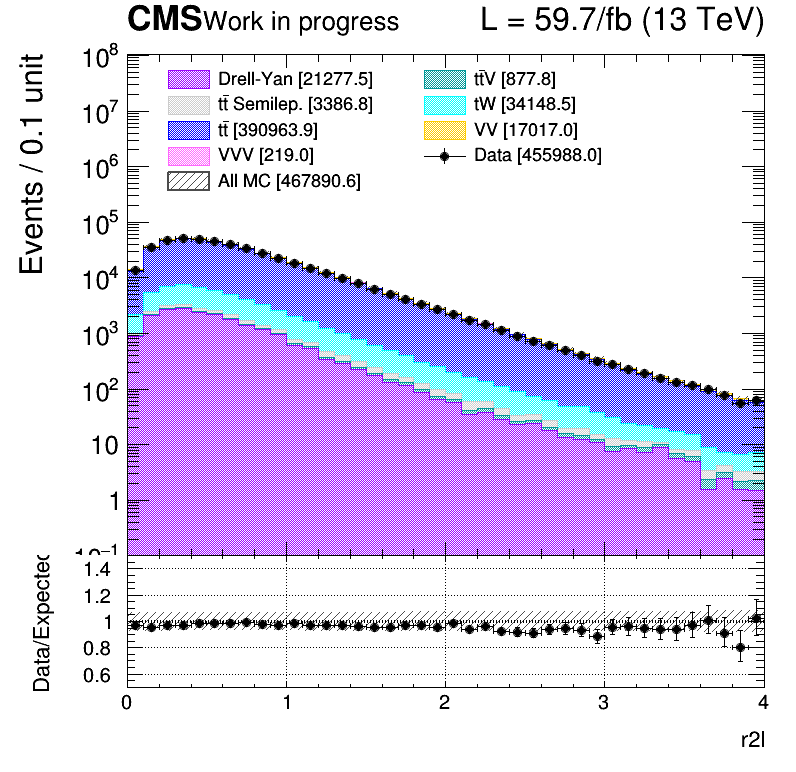 CMS Work in progress L = 59.7/fb (13 TeV)
Events / 0.1 unit
10⁸
10⁷
10⁶
10⁵
10⁴
10³
10²
10
1
10⁻¹
Drell-Yan [21277.5]
tt̄ Semilep. [3386.8]
tt̄ [390963.9]
VVV [219.0]
All MC [467890.6]
tt̄V [877.8]
tW [34148.5]
VV [17017.0]
Data [455988.0]
Data/Expected
1.4
1.2
1
0.8
0.6
0 1 2 3 4
r2l